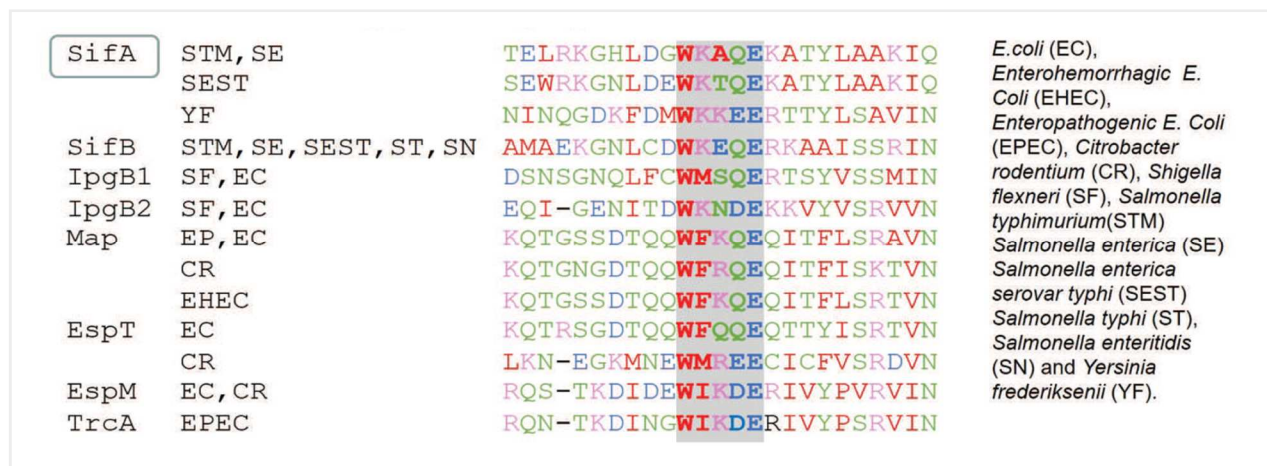 SifA STM,SE TELRKGHLDGWKAQEKATYLAAKIQ
SEST SEWRKGNLDEWKTQEKATYLAAKIQ
YF NINQGDKFDMWKKEERTTYLSAVIN
SifB STM,SE,SEST,ST,SN AMAEKGNLCDWKEQERKAAISSRIN
IpgB1 SF,EC DSNSGNQLFCWMSQERTSYVSSMIN
IpgB2 SF,EC EQI-GENITDWKNDEKKVYVSRVVN
Map EP,EC KQTGSSDTQQWFKQEQITFLSRAVN
CR KQTGNGDTQQWFRQEQITFISKTVN
EHEC KQTGSSDTQQWFKQEQITFLSRTVN
EspT EC KQTRSGDTQQWFQQEQTTYISRTVN
CR LKN-EGKMNEWMREECICFVSRDVN
EspM EC,CR RQS-TKDIDEWIKDERIVYPVRVIN
TrcA EPEC RQN-TKDINGWIKDERIVYPSRVIN
E.coli (EC),
Enterohemorrhagic E.
Coli (EHEC),
Enteropathogenic E. Coli
(EPEC), Citrobacter
rodentium (CR), Shigella
flexneri (SF), Salmonella
typhimurium(STM)
Salmonella enterica (SE)
Salmonella enterica
serovar typhi (SEST)
Salmonella typhi (ST),
Salmonella enteritidis
(SN) and Yersinia
frederiksenii (YF).